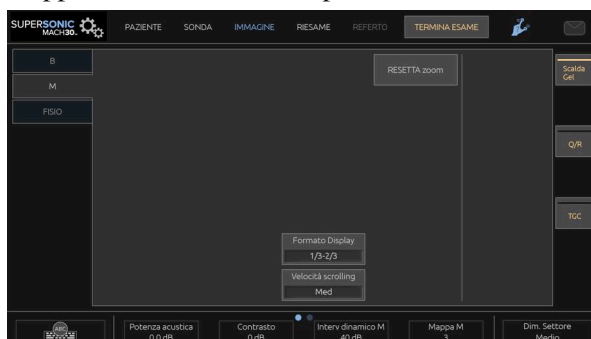 SUPERSONIC
MACH30.
PAZIENTE
SONDA
IMMAGINE
RIESAME
REFERTO
TERMINA ESAME
B
M
FISIO
RESETTA zoom
Scalda
Gel
Q/R
TGC
Formato Display
1/3-2/3
Velocità scrolling
Med
ABC
Potenza acustica
0.0 dB
Contrasto
0 dB
Interv dinamico M
40 dB
Mappa M
3
Dim. Settore
Medio